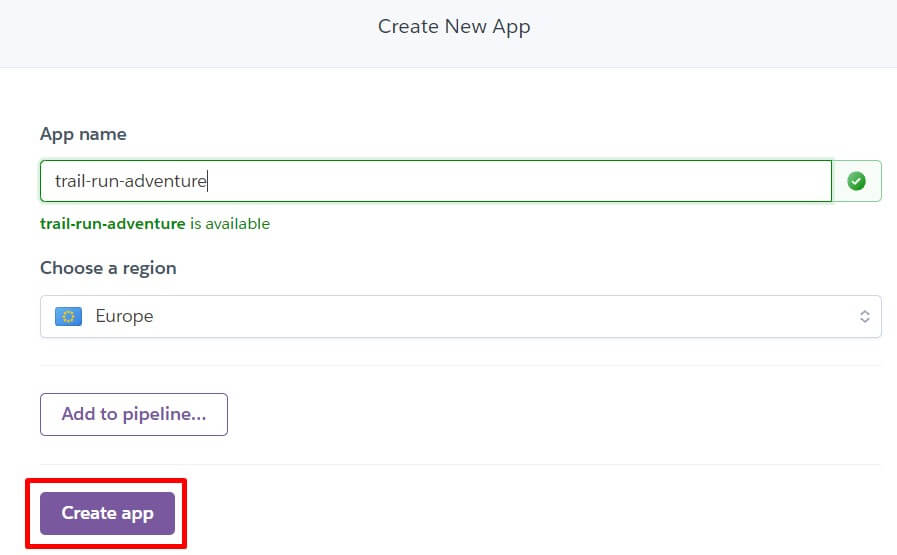 Create New App
App name
trail-run-adventure
trail-run-adventure is available
Choose a region
Europe
Add to pipeline...
Create app